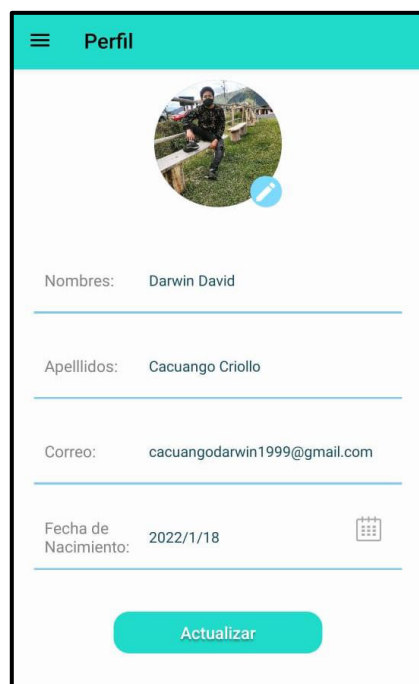 Perfil
Nombres: Darwin David
Apelllidos: Cacuango Criollo
Correo: cacuangodarwin1999@gmail.com
Fecha de
Nacimiento: 2022/1/18
Actualizar